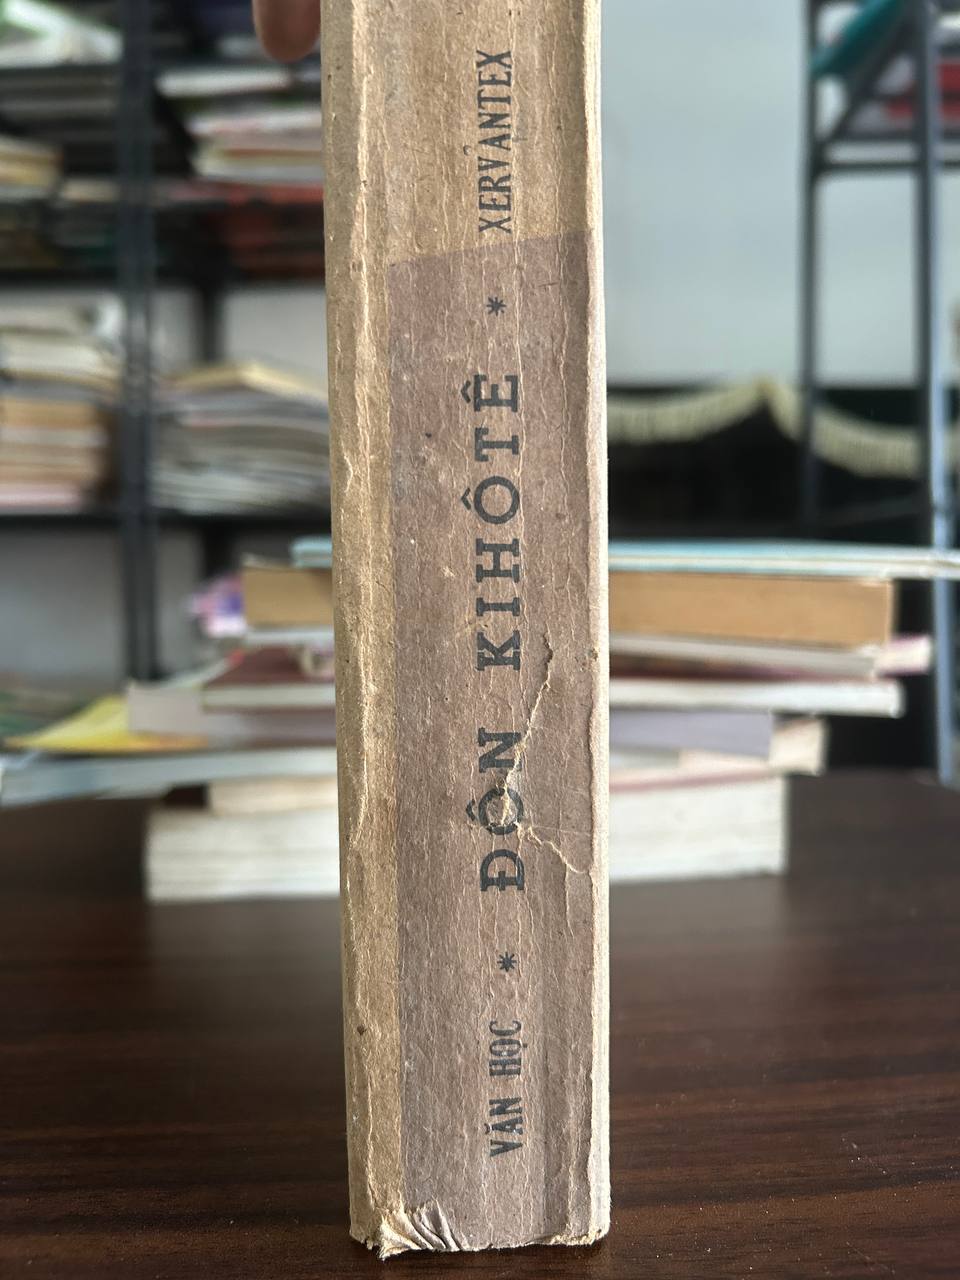 VĂN HỌC * ĐÔN KIHÔTÊ * XERVANTEX